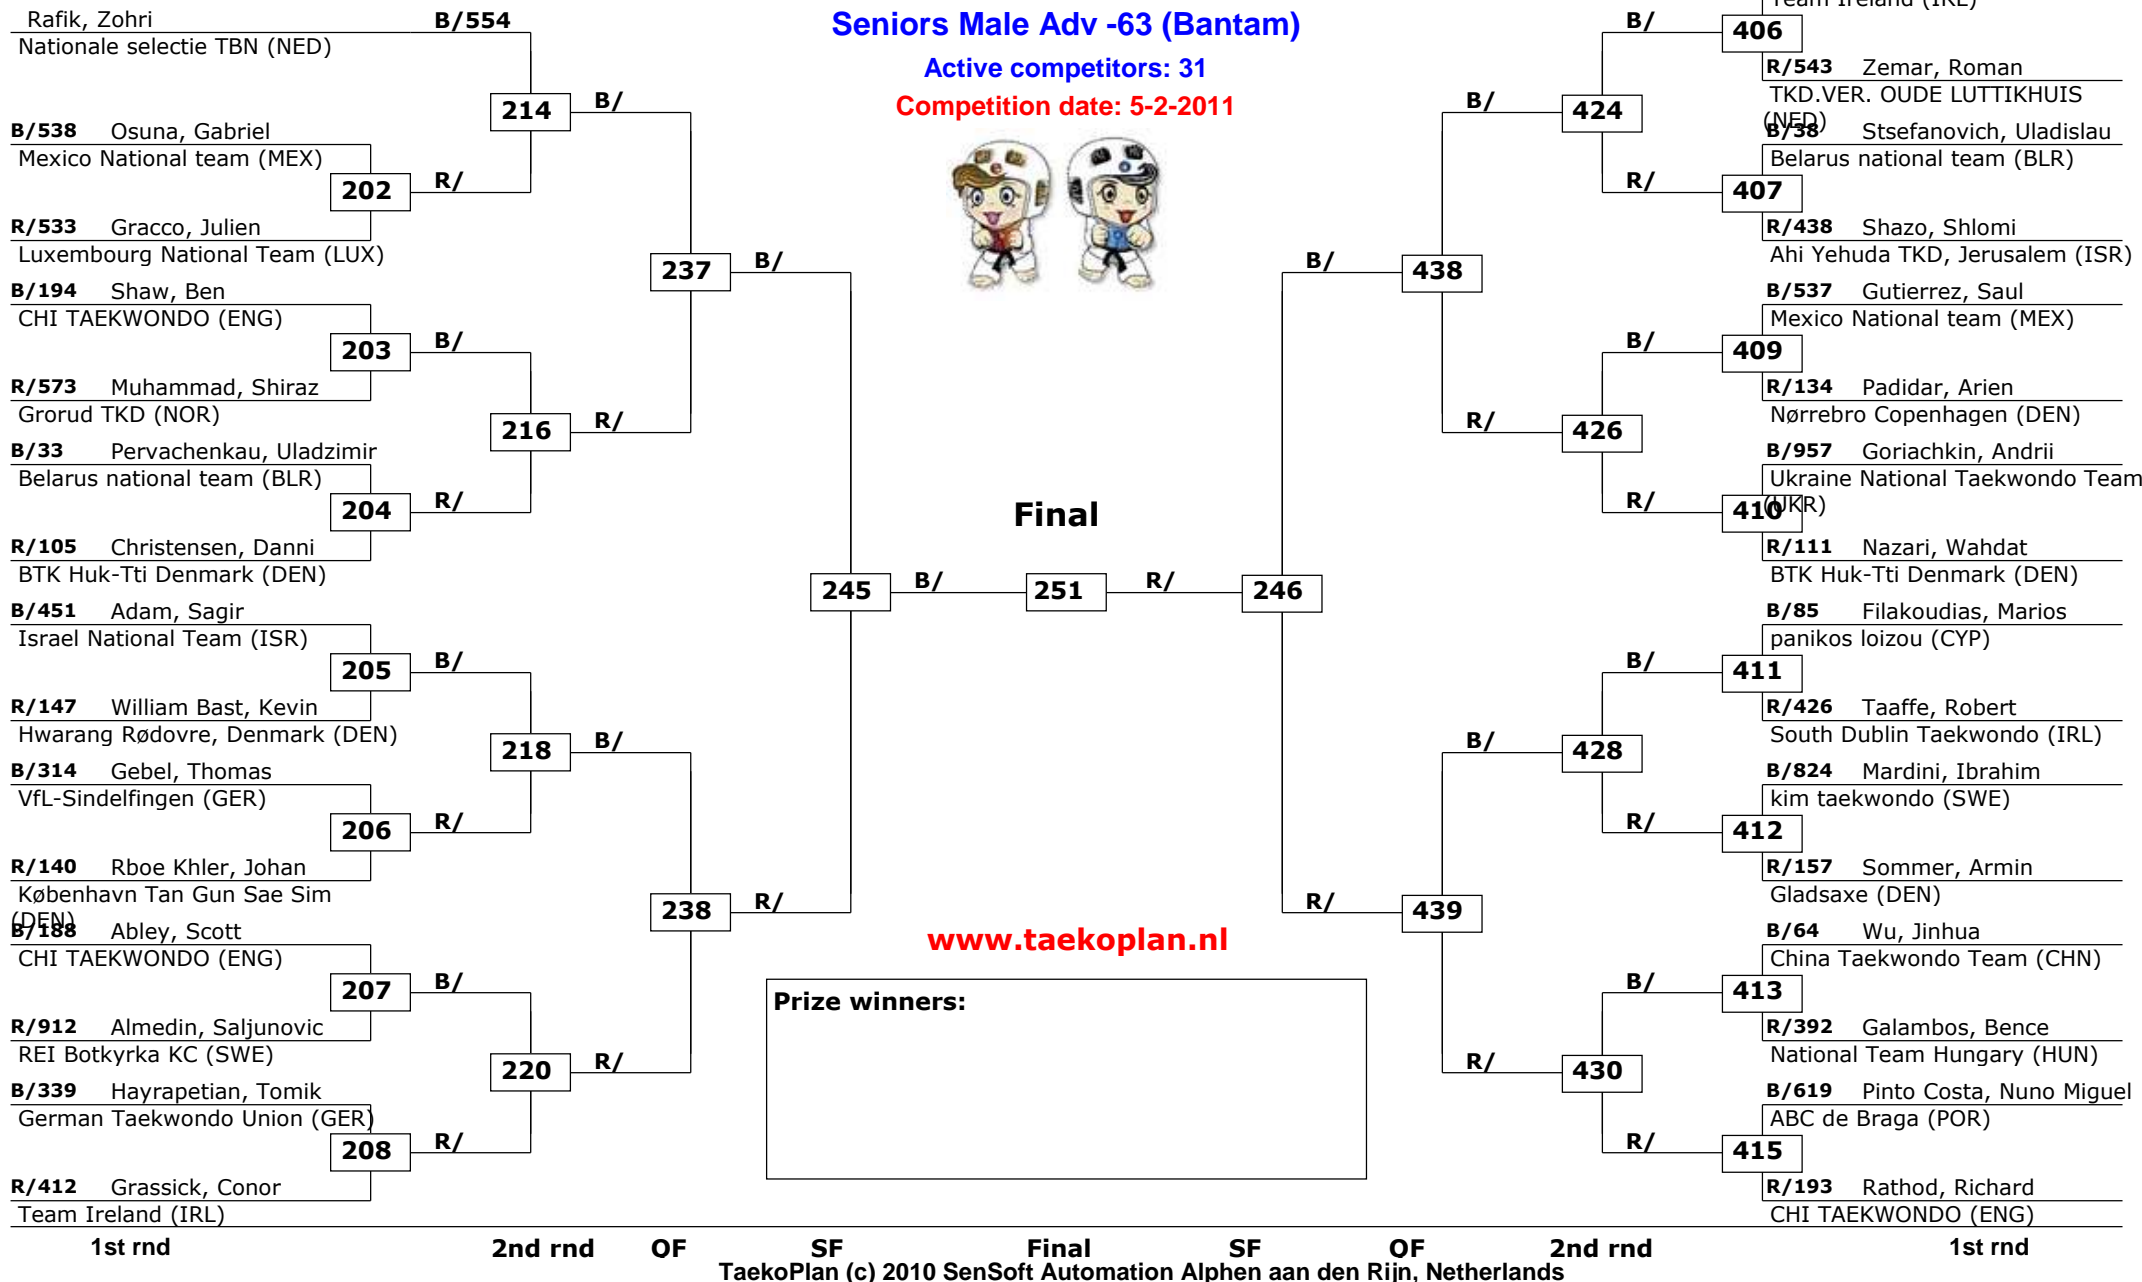 Seniors Male Adv -63 (Bantam)
Active competitors: 31
Competition date: 5-2-2011
Rafik, Zohri
B/554
Nationale selectie TBN (NED)
214
B/
B/538 Osuna, Gabriel
Mexico National team (MEX)
202
R/
R/533 Gracco, Julien
Luxembourg National Team (LUX)
237
B/
B/194 Shaw, Ben
CHI TAEKWONDO (ENG)
203
B/
R/573 Muhammad, Shiraz
Grorud TKD (NOR)
216
R/
B/33 Pervachenkau, Uladzimir
Belarus national team (BLR)
204
R/
R/105 Christensen, Danni
BTK Huk-Tti Denmark (DEN)
245
B/
B/451 Adam, Sagir
Israel National Team (ISR)
205
B/
R/147 William Bast, Kevin
Hwarang Rødovre, Denmark (DEN)
218
B/
B/314 Gebel, Thomas
VfL-Sindelfingen (GER)
206
R/
R/140 Rboe Khler, Johan
København Tan Gun Sae Sim
(DEN)
238
R/
B/188 Abley, Scott
CHI TAEKWONDO (ENG)
207
B/
R/912 Almedin, Saljunovic
REI Botkyrka KC (SWE)
220
R/
B/339 Hayrapetian, Tomik
German Taekwondo Union (GER)
208
R/
R/412 Grassick, Conor
Team Ireland (IRL)
Final
251
R/
246
www.taekoplan.nl
Prize winners:
Team Ireland (IRL)
B/
406
R/543 Zemar, Roman
TKD.VER. OUDE LUTTIKHUIS
(NED)
B/
424
B/38 Stsefanovich, Uladislau
Belarus national team (BLR)
R/
407
R/438 Shazo, Shlomi
Ahi Yehuda TKD, Jerusalem (ISR)
B/
438
B/537 Gutierrez, Saul
Mexico National team (MEX)
B/
409
R/134 Padidar, Arien
Nørrebro Copenhagen (DEN)
R/
426
B/957 Goriachkin, Andrii
Ukraine National Taekwondo Team
(UKR)
R/
410
R/111 Nazari, Wahdat
BTK Huk-Tti Denmark (DEN)
B/85 Filakoudias, Marios
panikos loizou (CYP)
B/
411
R/426 Taaffe, Robert
South Dublin Taekwondo (IRL)
B/
428
B/824 Mardini, Ibrahim
kim taekwondo (SWE)
R/
412
R/157 Sommer, Armin
Gladsaxe (DEN)
R/
439
B/64 Wu, Jinhua
China Taekwondo Team (CHN)
B/
413
R/392 Galambos, Bence
National Team Hungary (HUN)
R/
430
B/619 Pinto Costa, Nuno Miguel
ABC de Braga (POR)
R/
415
R/193 Rathod, Richard
CHI TAEKWONDO (ENG)
1st rnd 2nd rnd QF SF Final SF QF 2nd rnd 1st rnd
TaekoPlan (c) 2010 SenSoft Automation Alphen aan den Rijn, Netherlands